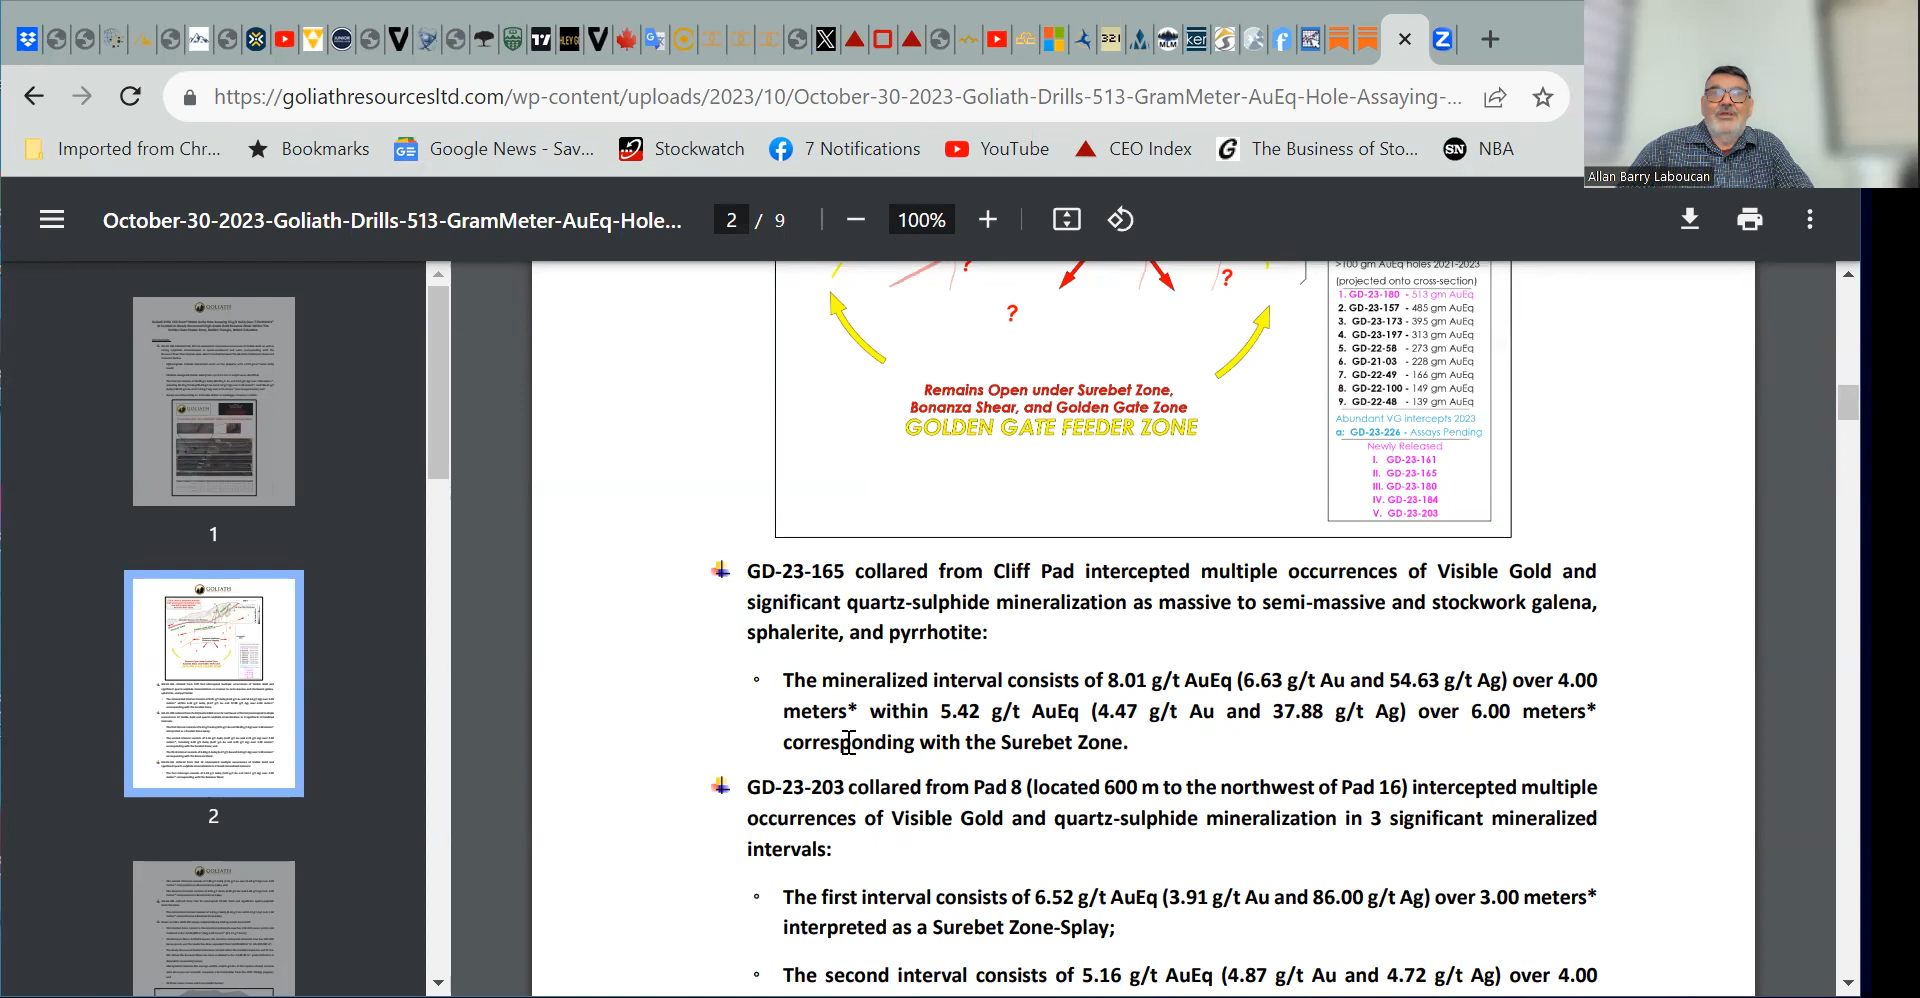 321
MLM
ker
https://goliathresourcesltd.com/wp-content/uploads/2023/10/October-30-2023-Goliath-Drills-513-GramMeter-AuEq-Hole-Assaying-...
Imported from Chr...
Bookmarks
Google News - Sav...
Stockwatch
7 Notifications
YouTube
CEO Index
The Business of Sto...
SN NBA
Allan Barry Laboucan
October-30-2023-Goliath-Drills-513-GramMeter-AuEq-Hole...
2 / 9
100%
GOLIATH
1
GOLIATH
2
GOLIATH
>100 gm AuEq holes 2021-2023
(projected onto cross-section)
1. GD-23-180 - 513 gm AuEq
2. GD-23-157 - 485 gm AuEq
3. GD-23-173 - 395 gm AuEq
4. GD-23-197 - 313 gm AuEq
5. GD-22-58 - 273 gm AuEq
6. GD-21-03 - 228 gm AuEq
7. GD-22-49 - 166 gm AuEq
8. GD-22-100 - 149 gm AuEq
9. GD-22-48 - 139 gm AuEq
Abundant VG intercepts 2023
a: GD-23-226 - Assays Pending
Newly Released
I. GD-23-161
II. GD-23-165
III. GD-23-180
IV. GD-23-184
V. GD-23-203
?
?
?
Remains Open under Surebet Zone,
Bonanza Shear, and Golden Gate Zone
GOLDEN GATE FEEDER ZONE
GD-23-165 collared from Cliff Pad intercepted multiple occurrences of Visible Gold and
significant quartz-sulphide mineralization as massive to semi-massive and stockwork galena,
sphalerite, and pyrrhotite:
The mineralized interval consists of 8.01 g/t AuEq (6.63 g/t Au and 54.63 g/t Ag) over 4.00
meters* within 5.42 g/t AuEq (4.47 g/t Au and 37.88 g/t Ag) over 6.00 meters*
corresponding with the Surebet Zone.
GD-23-203 collared from Pad 8 (located 600 m to the northwest of Pad 16) intercepted multiple
occurrences of Visible Gold and quartz-sulphide mineralization in 3 significant mineralized
intervals:
The first interval consists of 6.52 g/t AuEq (3.91 g/t Au and 86.00 g/t Ag) over 3.00 meters*
interpreted as a Surebet Zone-Splay;
The second interval consists of 5.16 g/t AuEq (4.87 g/t Au and 4.72 g/t Ag) over 4.00